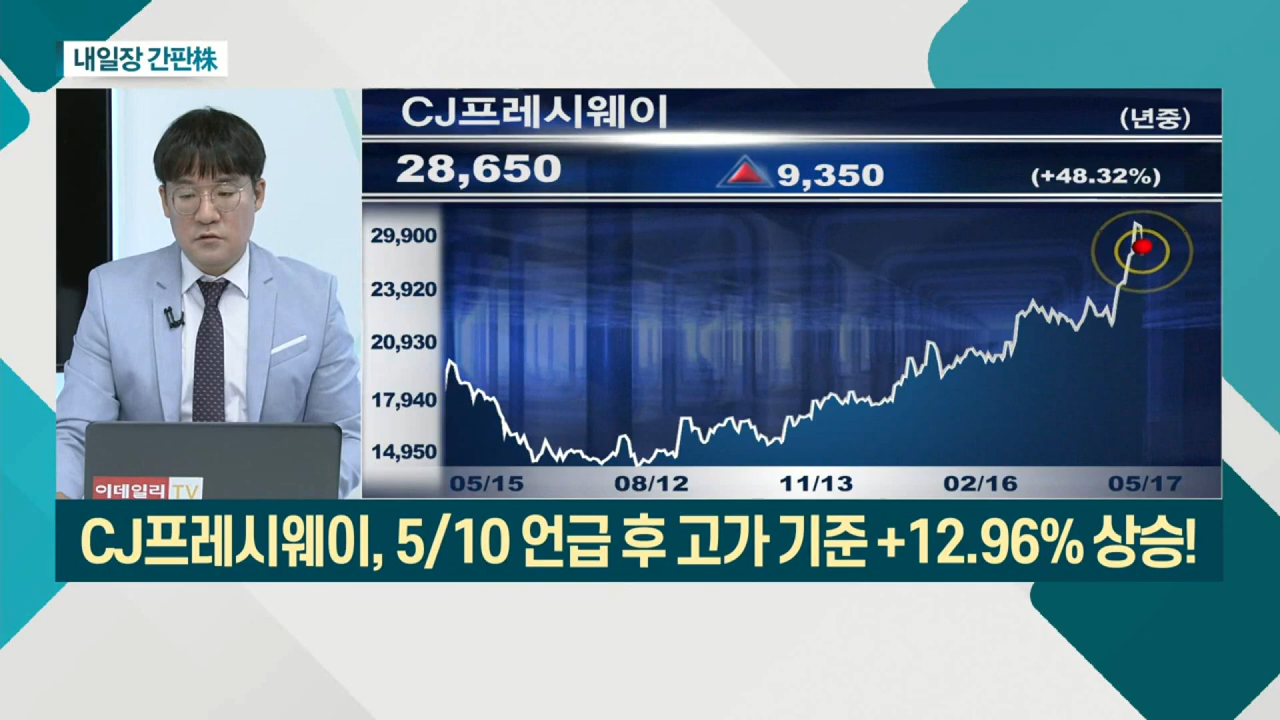 내일장 간판株
CJ프레시웨이
(년중)
28,650
9,350
(+48.32%)
29,900
23,920
20,930
17,940
14,950
05/15
08/12
11/13
02/16
05/17
이데일리 TV
CJ프레시웨이, 5/10 언급 후 고가 기준 +12.96% 상승!